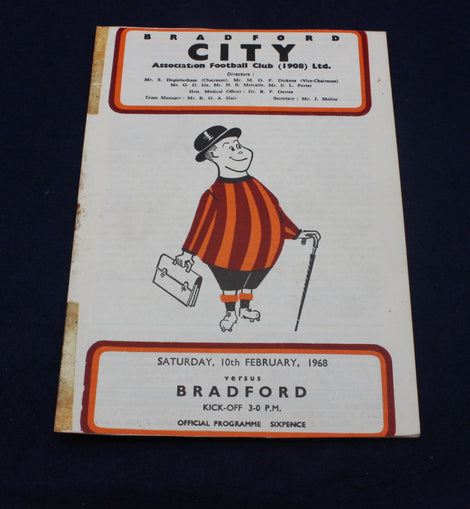 BRADFORD
CITY
Association Football Club (1908) Ltd.
Directors :
Mr. S. Heginbotham (Chairman), Mr. M. G. F. Dickens (Vice-Chairman)
Mr. G. D. Ide, Mr. H. B. Metcalfe, Mr. E. L. Porter
Hon. Medical Officer : Dr. R. P. Davies
Team Manager : Mr. K. G. A. Hair Secretary : Mr. J. Mellor
SATURDAY, 10th FEBRUARY, 1968
versus
BRADFORD
KICK-OFF 3-0 P.M.
OFFICIAL PROGRAMME SIXPENCE